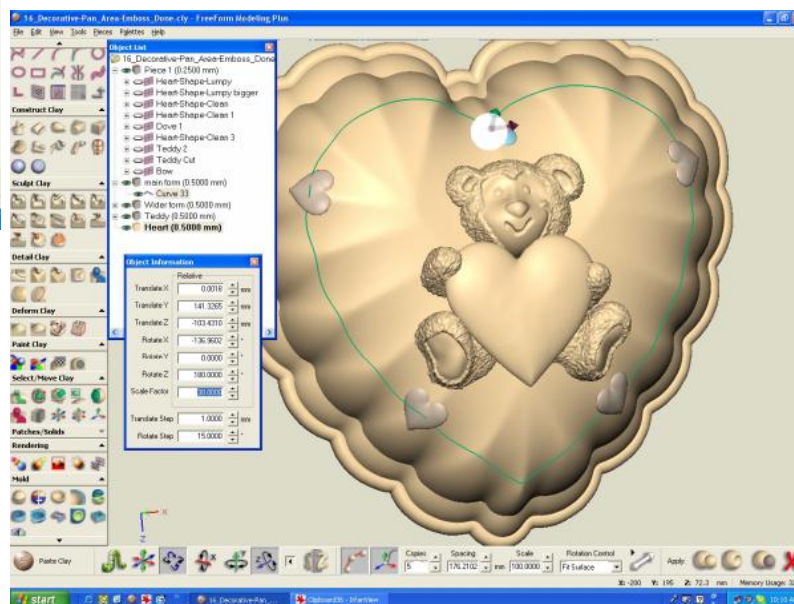 16_Decorative-Pan_Area-Emboss_Done.cly - FreeForm Modeling Plus
File Edit View Tools Pieces Palettes Help
Object List
16_Decorative-Pan_Area-Emboss_Done
Piece 1 (0.2500 mm)
Heart-Shape-Lumpy
Heart-Shape-Lumpy bigger
Heart-Shape-Clean
Heart-Shape-Clean 1
Dove 1
Heart-Shape-Clean 3
Teddy 2
Teddy Cut
Bow
main form (0.5000 mm)
Curve 33
Wider form (0.5000 mm)
Teddy (0.5000 mm)
Heart (0.5000 mm)
Construct Clay
Sculpt Clay
Detail Clay
Deform Clay
Paint Clay
Select/Move Clay
Patches/Solids
Rendering
Mold
Object Information
Relative
Translate X 0.0018 mm
Translate Y 141.3265 mm
Translate Z -103.4310 mm
Rotate X -136.9602 °
Rotate Y 0.0000 °
Rotate Z 180.0000 °
Scale-Factor 30.0000
Translate Step 1.0000 mm
Rotate Step 15.0000 °
X
Z
Paste Clay
Copies 5
Spacing 176.2102 mm
Scale 100.0000
Rotation Control Fit Surface
Apply:
X: -200 Y: 195 Z: 72.3 mm Memory Usage: 3
start
16_Decorative-Pan_...
10:10 A